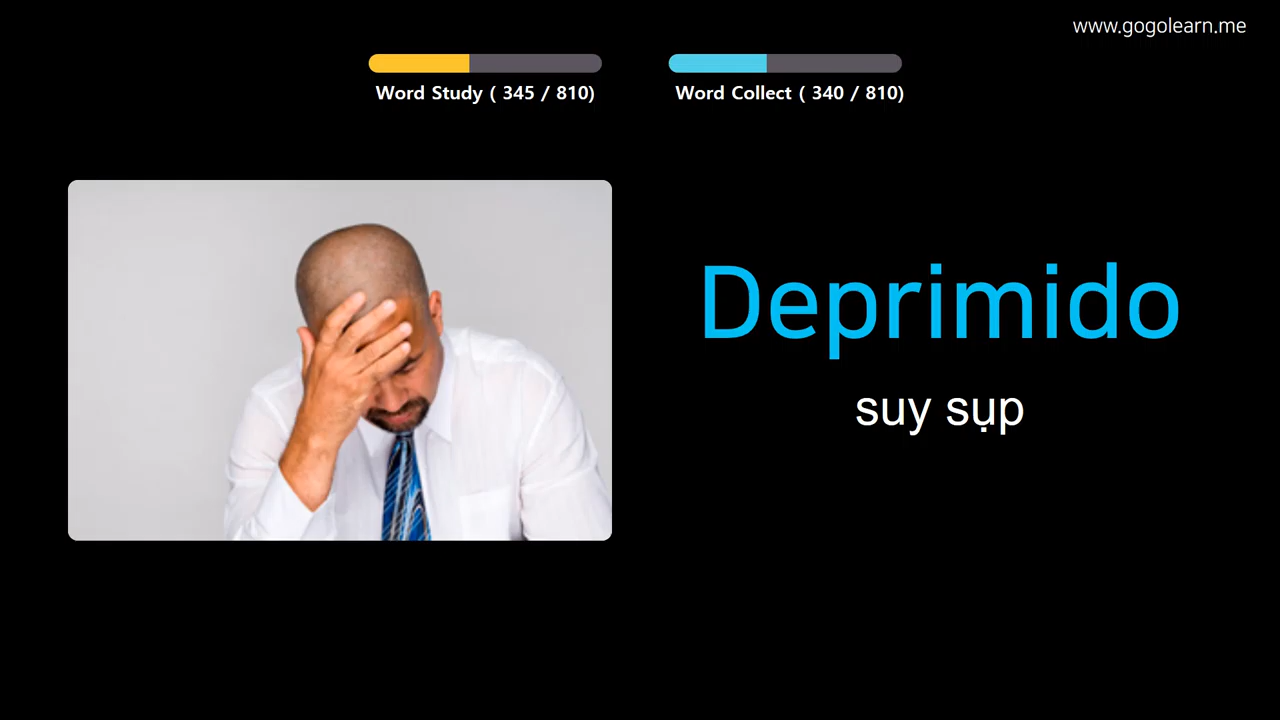 www.gogolearn.me
Word Study ( 345 / 810)
Word Collect ( 340 / 810)
Deprimido
suy sụp